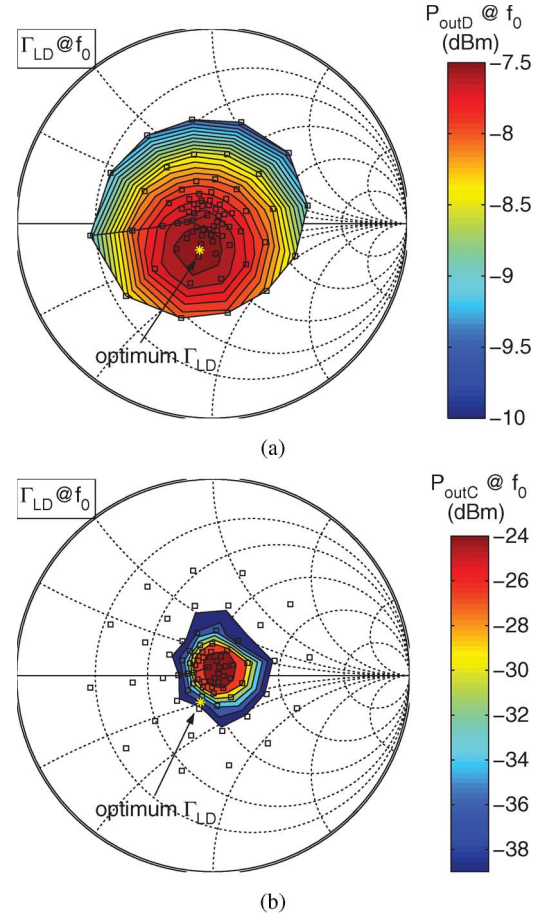 Γ_LD @ f_0
P_outD @ f_0
(dBm)
−7.5
−8
−8.5
−9
−9.5
−10
optimum Γ_LD
(a)
Γ_LD @ f_0
P_outC @ f_0
(dBm)
−24
−26
−28
−30
−32
−34
−36
−38
optimum Γ_LD
(b)